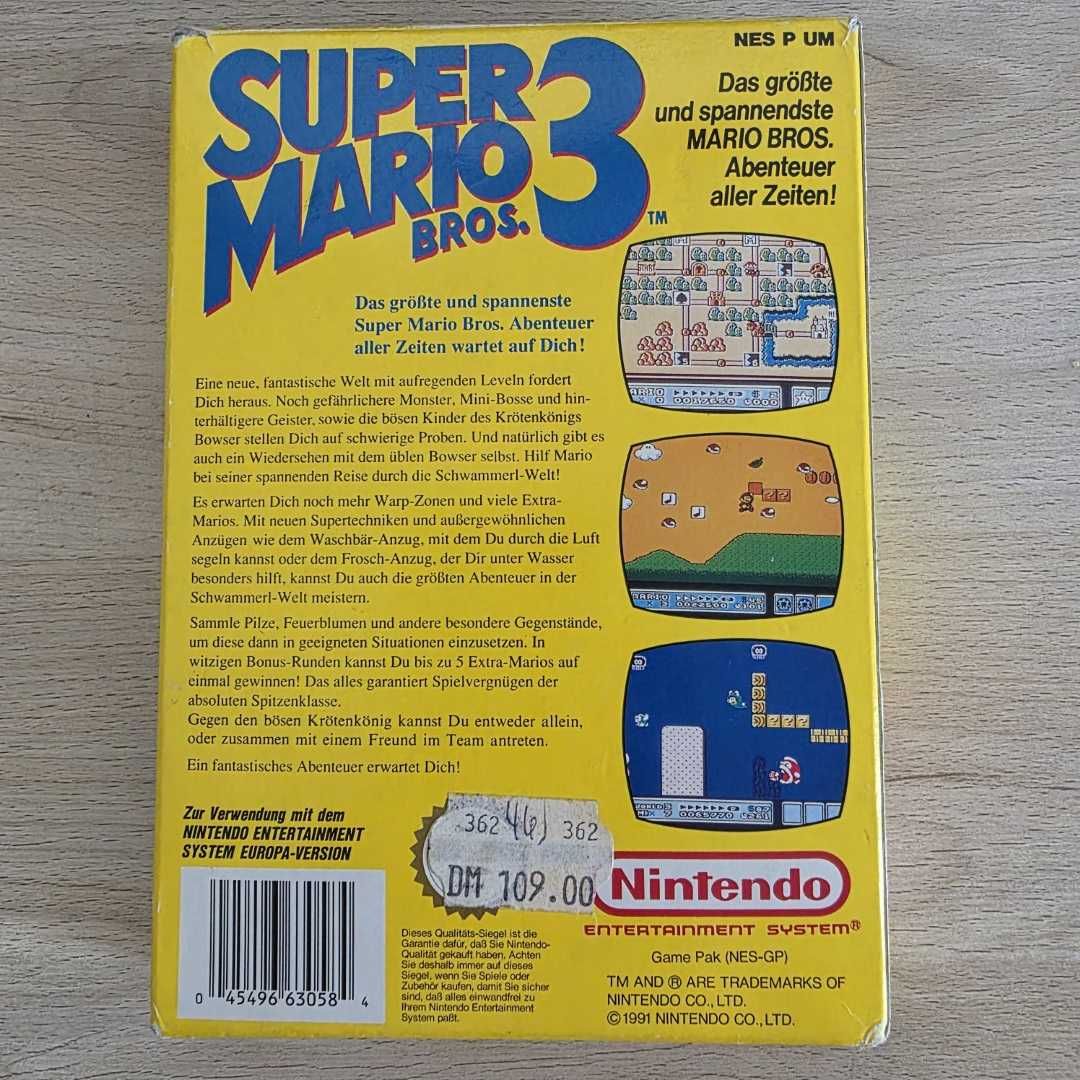 NES P UM
SUPER
MARIO
BROS. 3™
Das größte
und spannendste
MARIO BROS.
Abenteuer
aller Zeiten!
Das größte und spannenste
Super Mario Bros. Abenteuer
aller Zeiten wartet auf Dich!
Eine neue, fantastische Welt mit aufregenden Leveln fordert
Dich heraus. Noch gefährlichere Monster, Mini-Bosse und hin-
terhältigere Geister, sowie die bösen Kinder des Krötenkönigs
Bowser stellen Dich auf schwierige Proben. Und natürlich gibt es
auch ein Wiedersehen mit dem üblen Bowser selbst. Hilf Mario
bei seiner spannenden Reise durch die Schwammerl-Welt!
Es erwarten Dich noch mehr Warp-Zonen und viele Extra-
Marios. Mit neuen Supertechniken und außergewöhnlichen
Anzügen wie dem Waschbär-Anzug, mit dem Du durch die Luft
segeln kannst oder dem Frosch-Anzug, der Dir unter Wasser
besonders hilft, kannst Du auch die größten Abenteuer in der
Schwammerl-Welt meistern.
Sammle Pilze, Feuerblumen und andere besondere Gegenstände,
um diese dann in geeigneten Situationen einzusetzen. In
witzigen Bonus-Runden kannst Du bis zu 5 Extra-Marios auf
einmal gewinnen! Das alles garantiert Spielvergnügen der
absoluten Spitzenklasse.
Gegen den bösen Krötenkönig kannst Du entweder allein,
oder zusammen mit einem Freund im Team antreten.
Ein fantastisches Abenteuer erwartet Dich!
Zur Verwendung mit dem
NINTENDO ENTERTAINMENT
SYSTEM EUROPA-VERSION
362 362
DM 109.00
0 45496 63058 4
Dieses Qualitäts-Siegel ist die
Garantie dafür, daß Sie Nintendo-
Qualität gekauft haben, Achten
Sie deshalb immer auf dieses
Siegel, wenn Sie Spiele oder
Zubehör kaufen, damit Sie sicher
sind, daß alles einwandfrei zu
Ihrem Nintendo Entertainment
System paßt.
Nintendo
ENTERTAINMENT SYSTEM®
Game Pak (NES-GP)
TM AND ® ARE TRADEMARKS OF
NINTENDO CO., LTD.
©1991 NINTENDO CO., LTD.